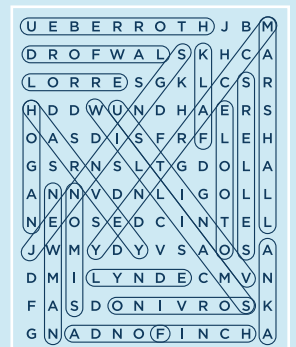 U E B E R R O T H J B M
D R O F W A L S K H C A
L O R R E S G K L C S R
H D D W U N D H A E R S
O A S D I S F R F L E H
G S R N S L T G D O L A
A N N V D N L I G O L L
N E O S E D C I N T E L
J W M Y D Y V S A O S A
D M I L Y N D E C M V N
F A S D O N I V R O S K
G N A D N O F I N C H A